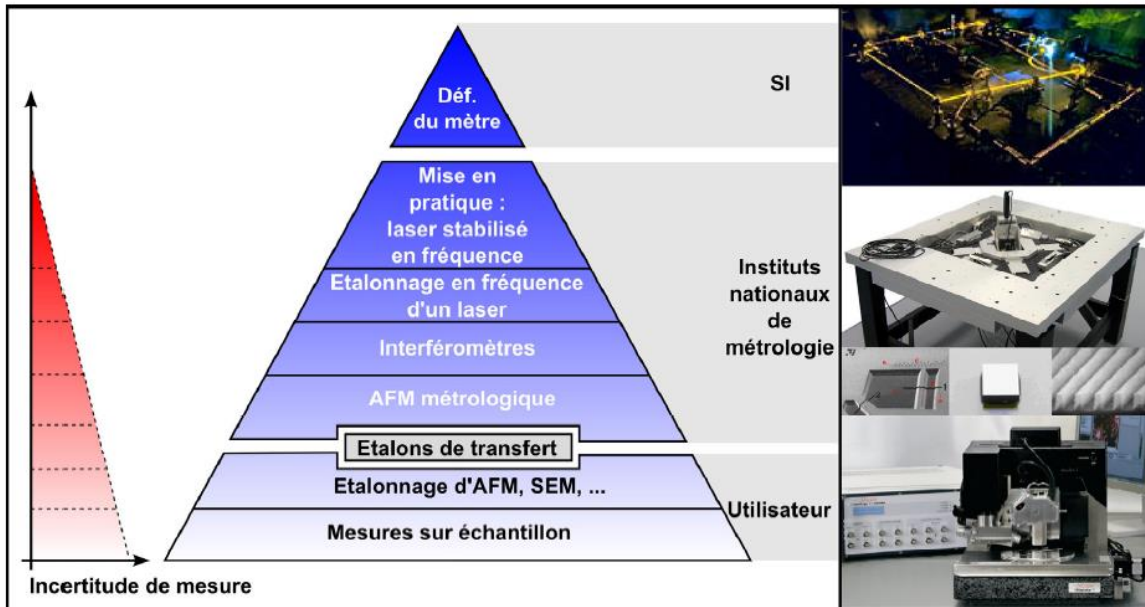 Déf.
du mètre
SI
Mise en
pratique :
laser stabilisé
en fréquence
Etalonnage en fréquence
d'un laser
Interféromètres
AFM métrologique
Instituts
nationaux
de
métrologie
Etalons de transfert
Etalonnage d'AFM, SEM, ...
Mesures sur échantillon
Utilisateur
Incertitude de mesure